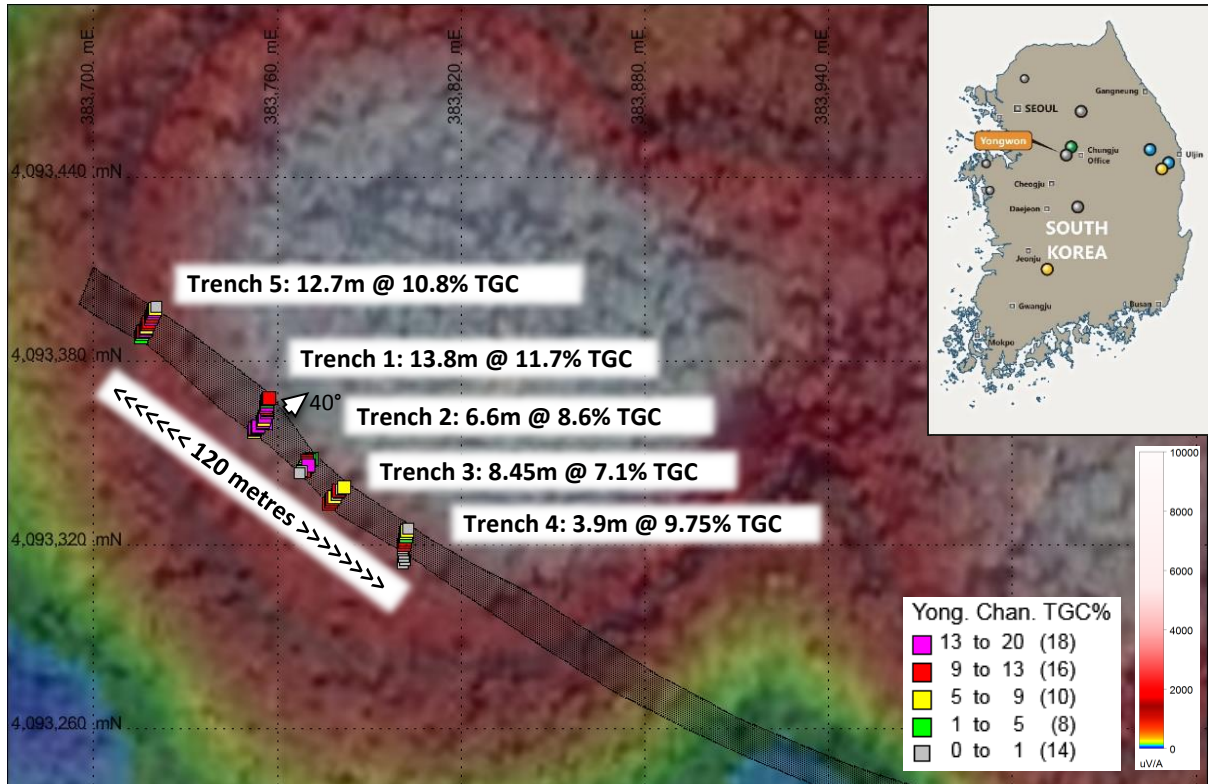 383,700 mE
383,760 mE
383,820 mE
383,880 mE
383,940 mE
4,093,440 mN
4,093,380 mN
4,093,320 mN
4,093,260 mN
Trench 5: 12.7m @ 10.8% TGC
Trench 1: 13.8m @ 11.7% TGC
40°
Trench 2: 6.6m @ 8.6% TGC
Trench 3: 8.45m @ 7.1% TGC
Trench 4: 3.9m @ 9.75% TGC
<<<<<<< 120 metres >>>>>>>>
Gangneung
SEOUL
Yongwon
Chungju
Office
Uljin
Cheogju
Daejeon
SOUTH
KOREA
Jeonju
Gwangju
Busan
Mokpo
10000
8000
6000
4000
2000
0
uV/A
Yong. Chan. TGC%
13 to 20 (18)
9 to 13 (16)
5 to 9 (10)
1 to 5 (8)
0 to 1 (14)